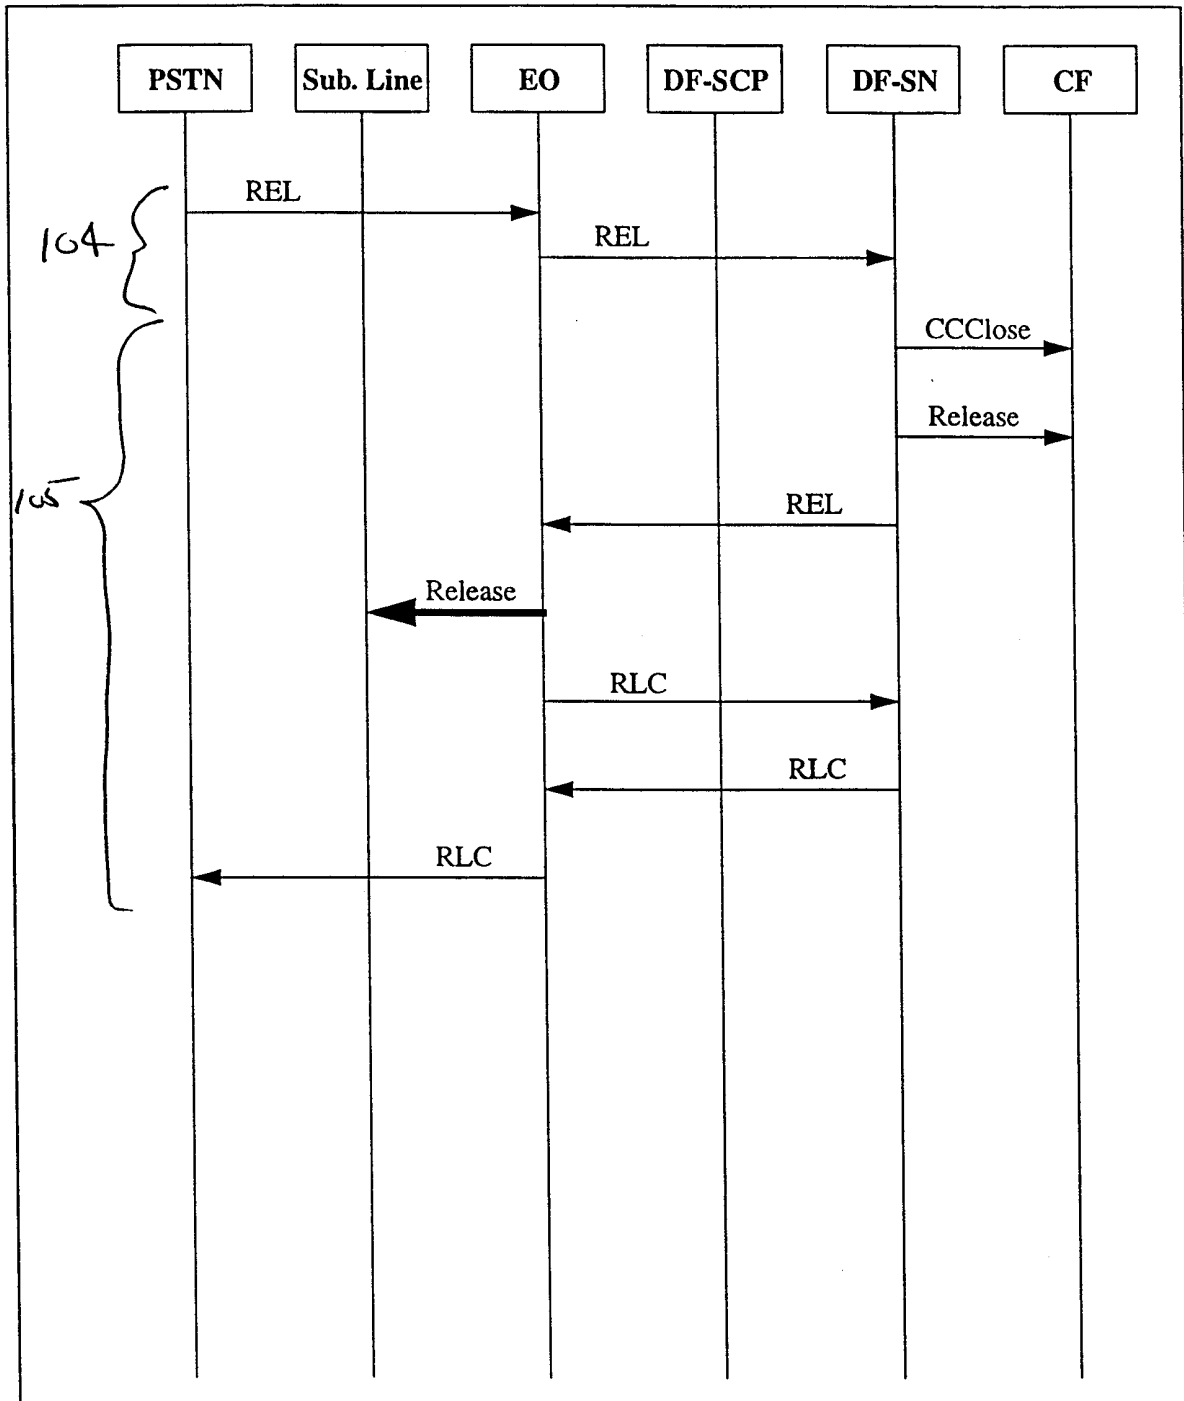 PSTN Sub. Line EO DF-SCP DF-SN CF
REL
104
REL
CCClose
Release
105
REL
Release
RLC
RLC
RLC